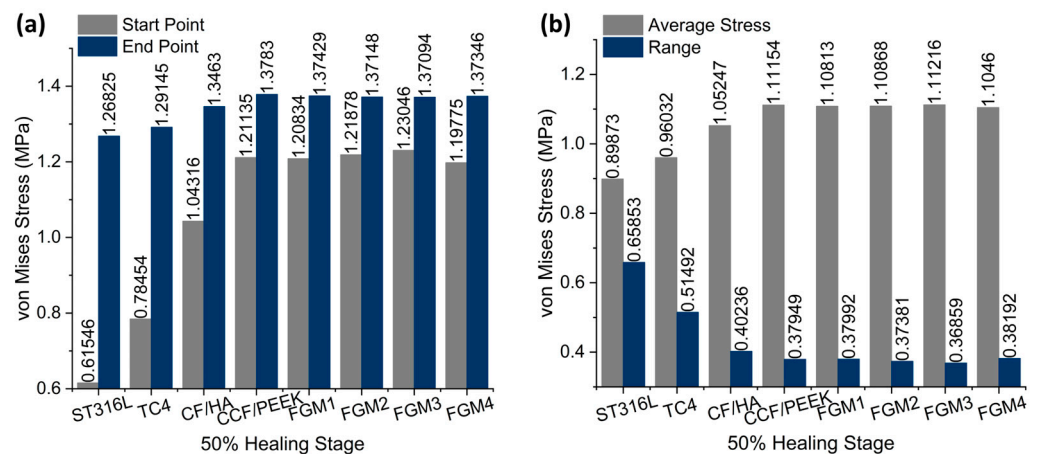 (a)
Start Point
End Point
von Mises Stress (MPa)
1.4
1.2
1.0
0.8
0.6
0.61546
1.26825
0.78454
1.29145
1.04316
1.3463
1.21135
1.3783
1.20834
1.37429
1.21878
1.37148
1.23046
1.37094
1.19775
1.37346
ST316L
TC4
CF/HA
CCF/PEEK
FGM1
FGM2
FGM3
FGM4
50% Healing Stage
(b)
Average Stress
Range
von Mises Stress (MPa)
1.2
1.0
0.8
0.6
0.4
0.89873
0.65853
0.96032
0.51492
1.05247
0.40236
1.11154
0.37949
1.10813
0.37992
1.10868
0.37381
1.11216
0.36859
1.1046
0.38192
ST316L
TC4
CF/HA
CCF/PEEK
FGM1
FGM2
FGM3
FGM4
50% Healing Stage